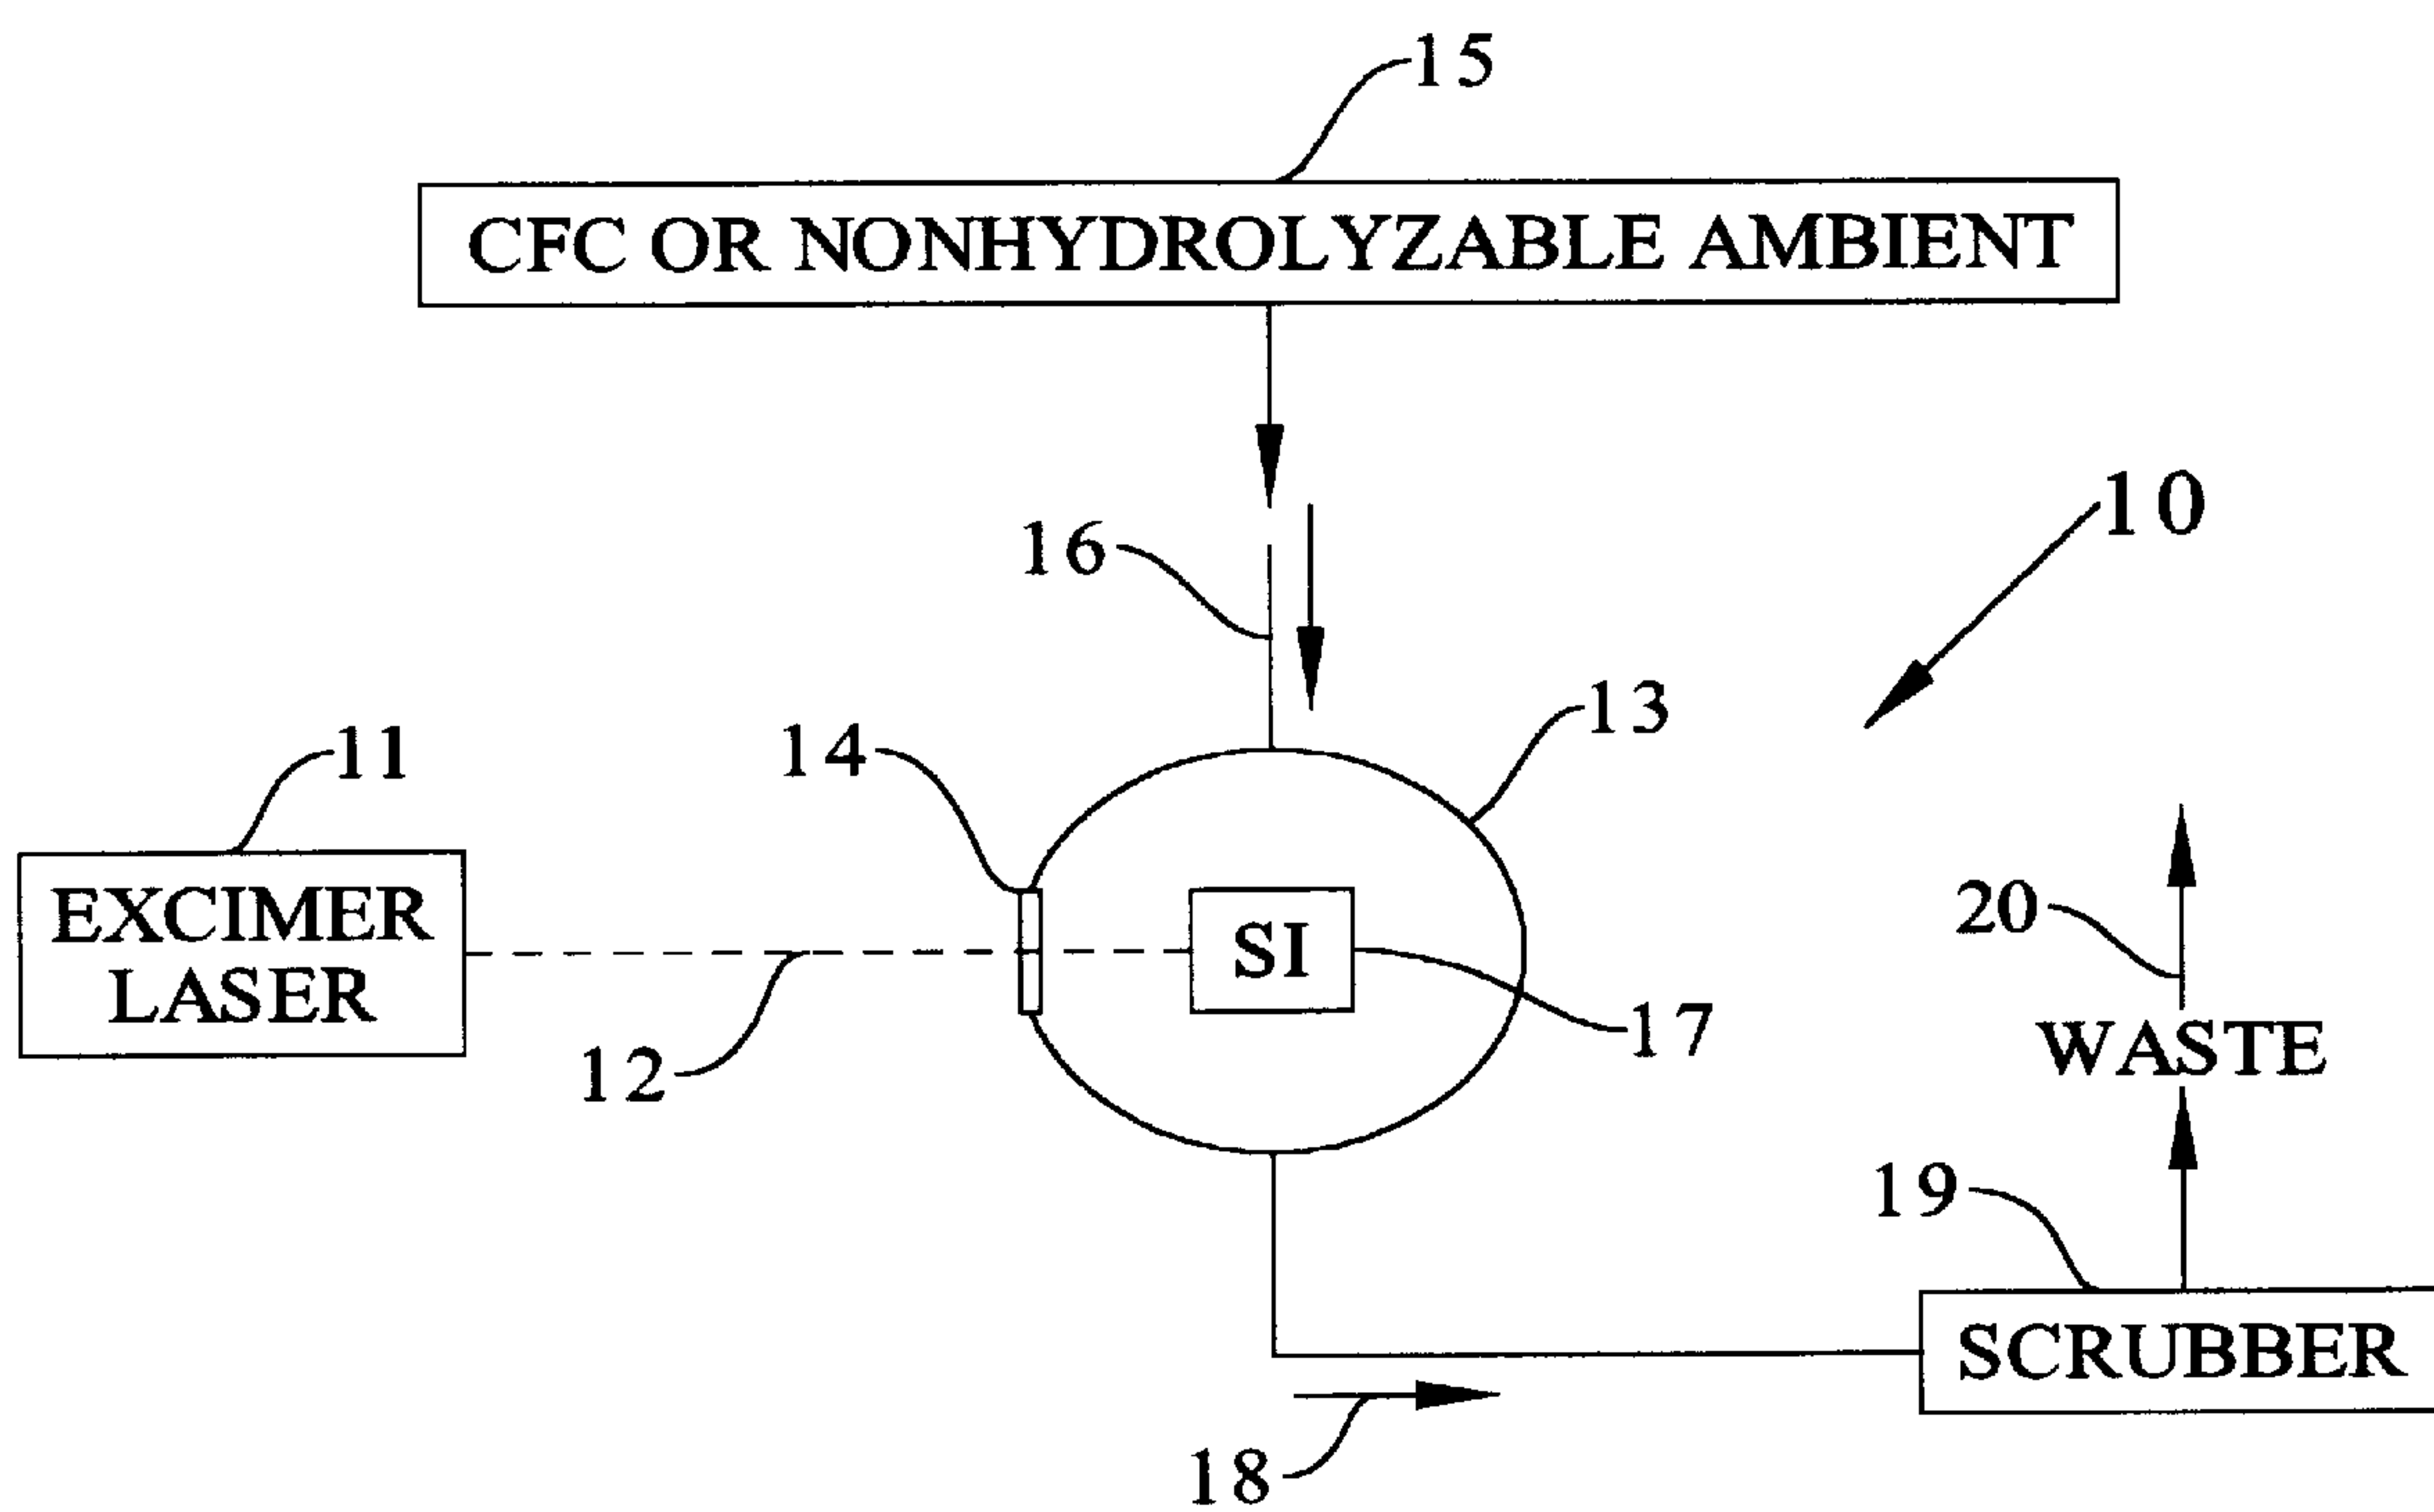 15
CFC OR NONHYDROLYZABLE AMBIENT
10
16
13
14
11
EXCIMER
LASER
SI
20
12
17
WASTE
19
SCRUBBER
18